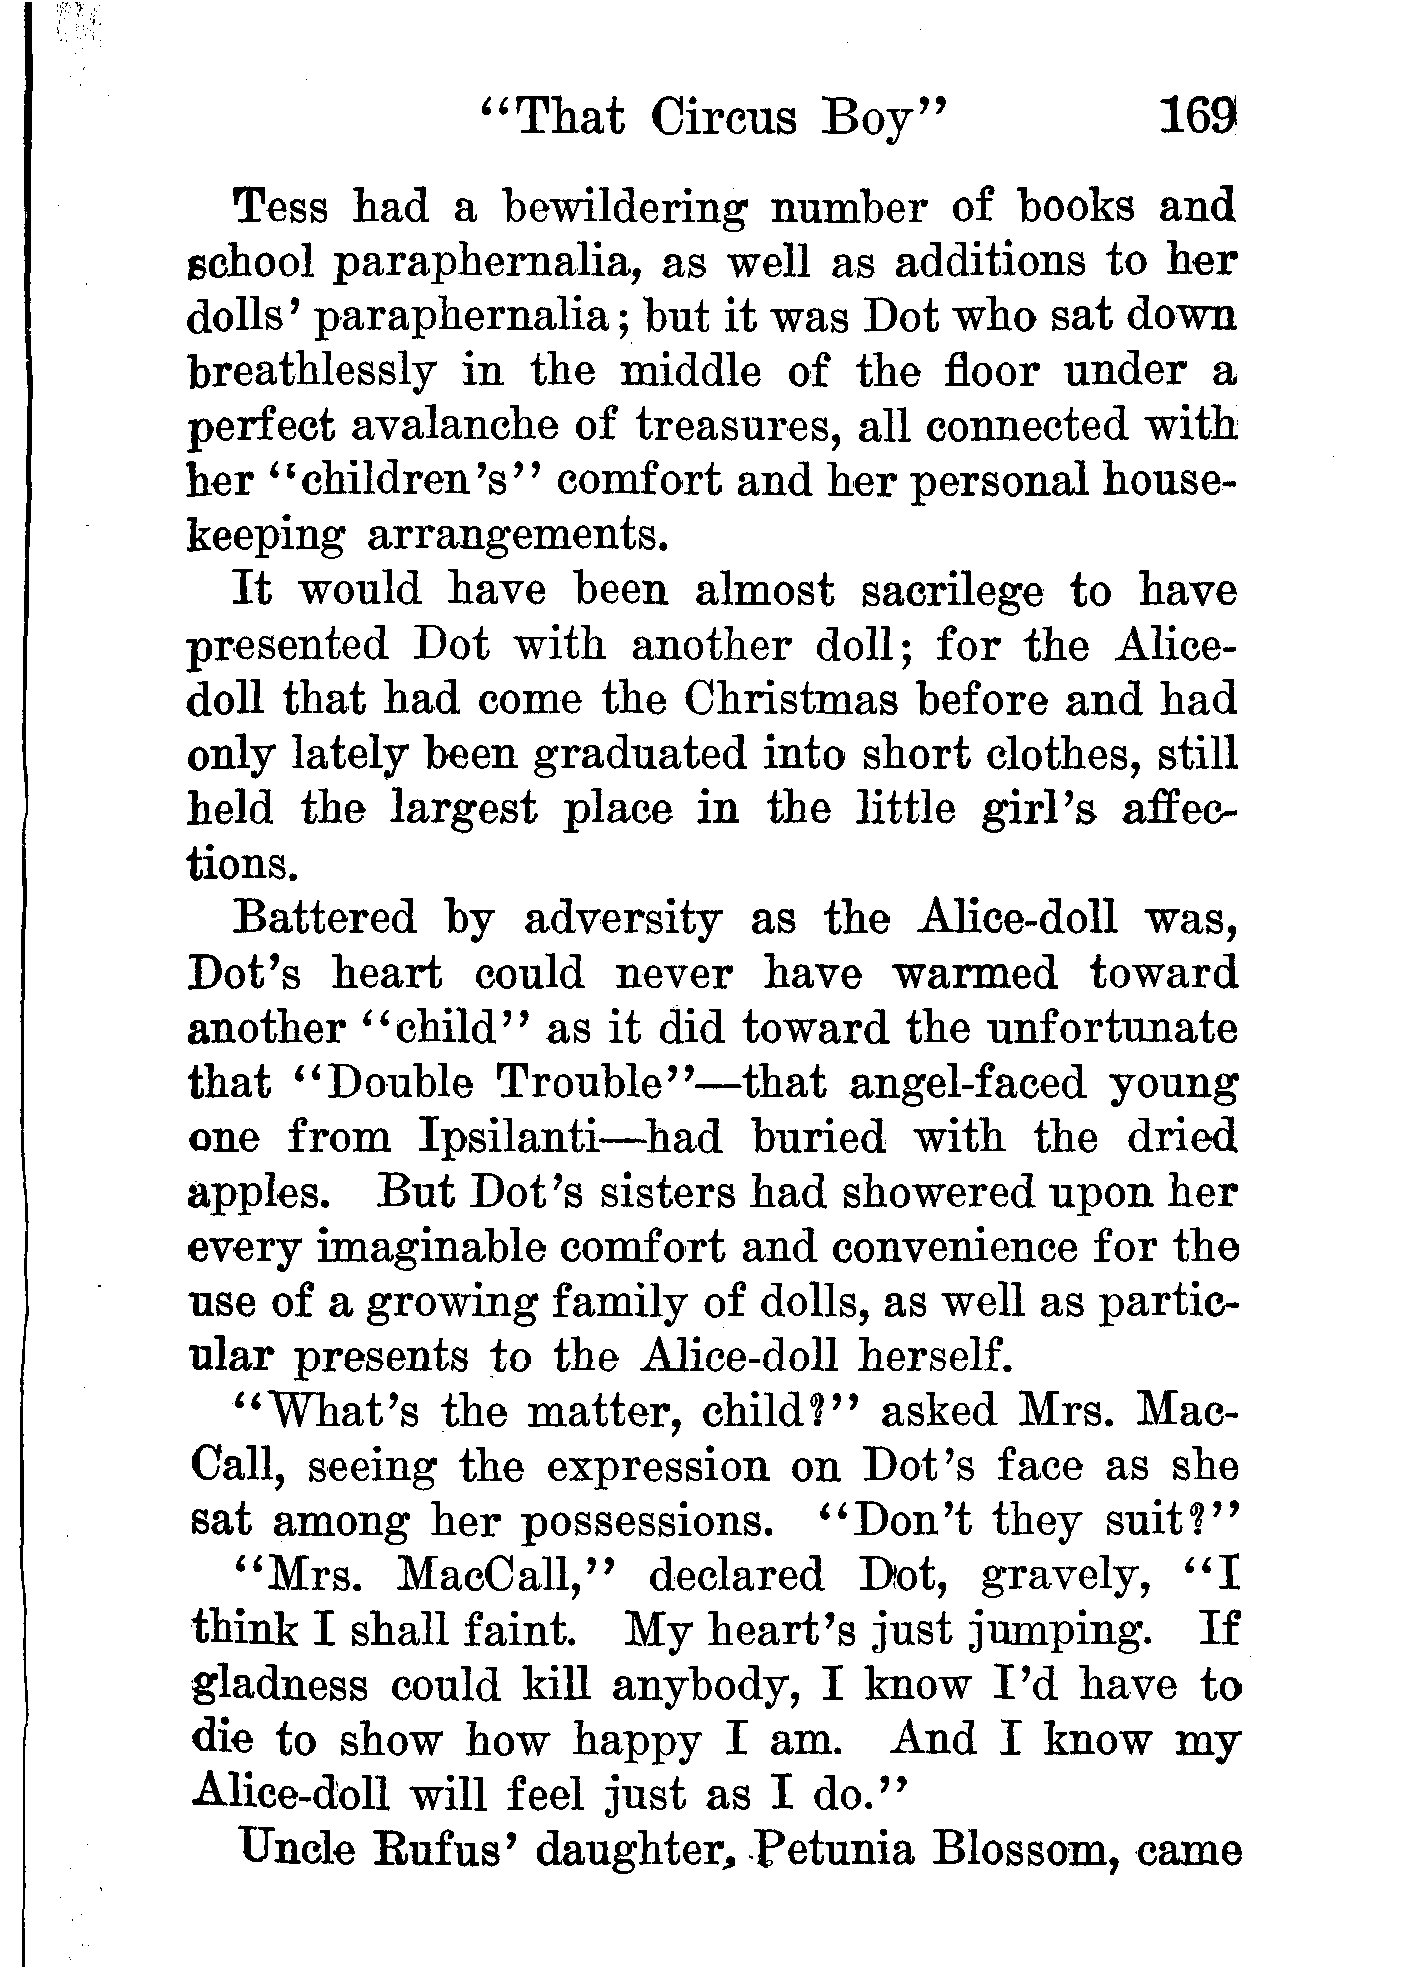 "That Circus Boy" 169
Tess had a bewildering number of books and
school paraphernalia, as well as additions to her
dolls' paraphernalia; but it was Dot who sat down
breathlessly in the middle of the floor under a
perfect avalanche of treasures, all connected with
her "children's" comfort and her personal house-
keeping arrangements.
It would have been almost sacrilege to have
presented Dot with another doll; for the Alice-
doll that had come the Christmas before and had
only lately been graduated into short clothes, still
held the largest place in the little girl's affec-
tions.
Battered by adversity as the Alice-doll was,
Dot's heart could never have warmed toward
another "child" as it did toward the unfortunate
that "Double Trouble"—that angel-faced young
one from Ipsilanti—had buried with the dried
apples. But Dot's sisters had showered upon her
every imaginable comfort and convenience for the
use of a growing family of dolls, as well as partic-
ular presents to the Alice-doll herself.
"What's the matter, child?" asked Mrs. Mac-
Call, seeing the expression on Dot's face as she
sat among her possessions. "Don't they suit?"
"Mrs. MacCall," declared Dot, gravely, "I
think I shall faint. My heart's just jumping. If
gladness could kill anybody, I know I'd have to
die to show how happy I am. And I know my
Alice-doll will feel just as I do."
Uncle Rufus' daughter, Petunia Blossom, came